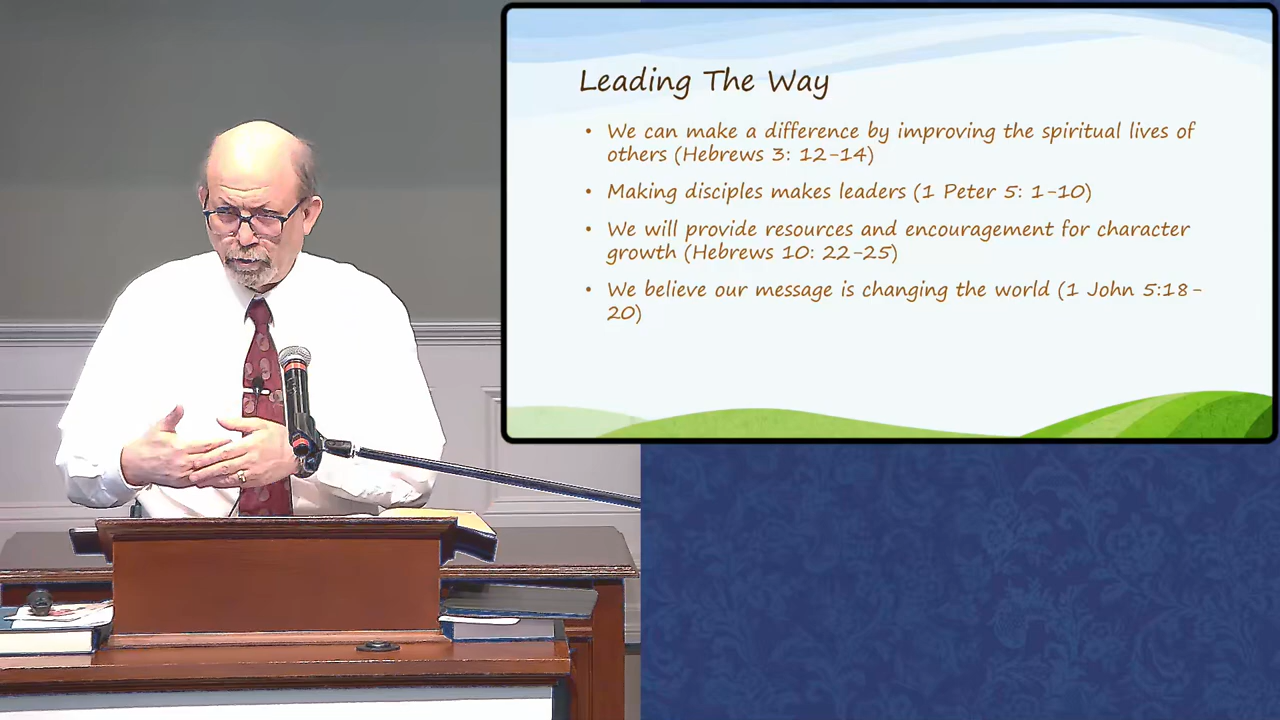 Leading The Way
• We can make a difference by improving the spiritual lives of
others (Hebrews 3: 12-14)
• Making disciples makes leaders (1 Peter 5: 1-10)
• We will provide resources and encouragement for character
growth (Hebrews 10: 22-25)
• We believe our message is changing the world (1 John 5:18-
20)